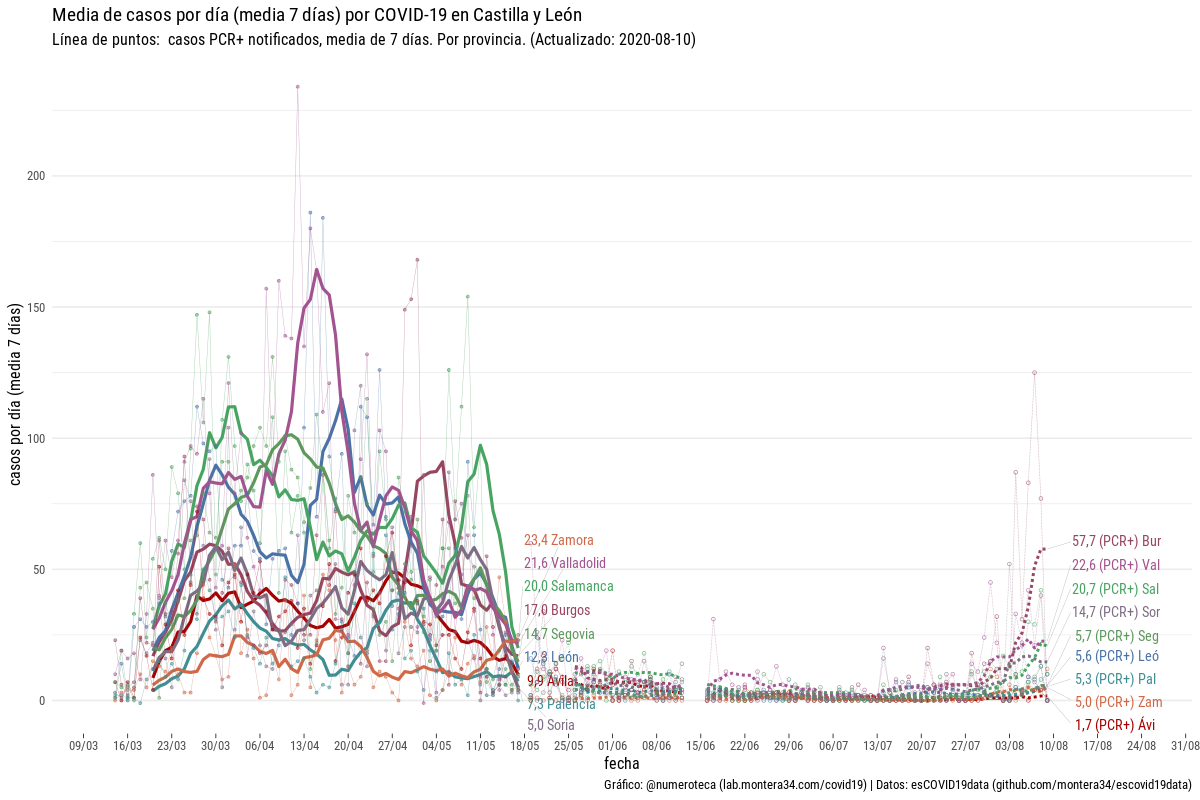 Media de casos por día (media 7 días) por COVID-19 en Castilla y León
Línea de puntos:  casos PCR+ notificados, media de 7 días. Por provincia. (Actualizado: 2020-08-10)
casos por día (media 7 días)
200
150
100
50
0
23,4 Zamora
21,6 Valladolid
20,0 Salamanca
17,0 Burgos
14,7 Segovia
12,3 León
9,9 Ávila
7,3 Palencia
5,0 Soria
57,7 (PCR+) Bur
22,6 (PCR+) Val
20,7 (PCR+) Sal
14,7 (PCR+) Sor
5,7 (PCR+) Seg
5,6 (PCR+) Leó
5,3 (PCR+) Pal
5,0 (PCR+) Zam
1,7 (PCR+) Ávi
09/03 16/03 23/03 30/03 06/04 13/04 20/04 27/04 04/05 11/05 18/05 25/05 01/06 08/06 15/06 22/06 29/06 06/07 13/07 20/07 27/07 03/08 10/08 17/08 24/08 31/08
fecha
Gráfico: @numeroteca (lab.montera34.com/covid19) | Datos: esCOVID19data (github.com/montera34/escovid19data)